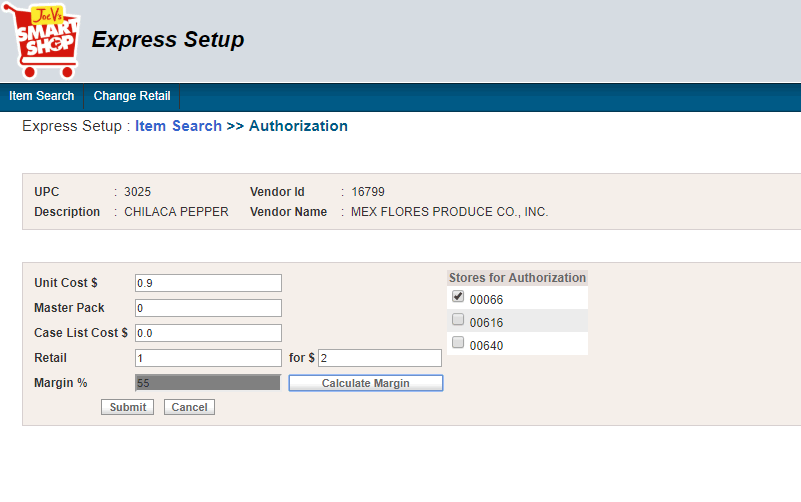 Joe V's
SMART
SHOP
Express Setup
Item Search Change Retail
Express Setup : Item Search >> Authorization
UPC : 3025 Vendor Id : 16799
Description : CHILACA PEPPER Vendor Name : MEX FLORES PRODUCE CO., INC.
Stores for Authorization
Unit Cost $ 0.9
00066
Master Pack 0
00616
Case List Cost $ 0.0
00640
Retail 1 for $ 2
Margin % 55 Calculate Margin
Submit Cancel